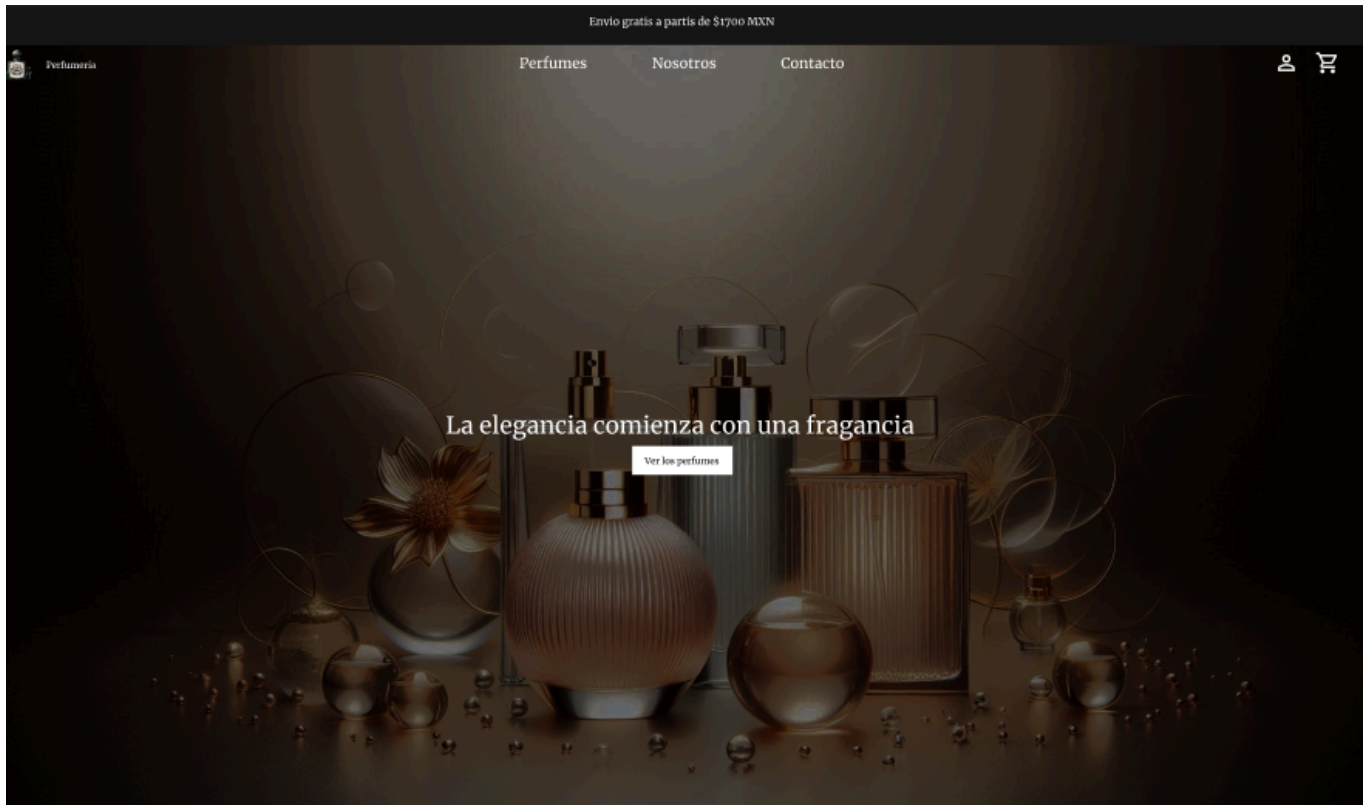 Envio gratis a partis de $1700 MXN
Perfumeria
Perfumes
Nosotros
Contacto
La elegancia comienza con una fragancia
Ver los perfumes